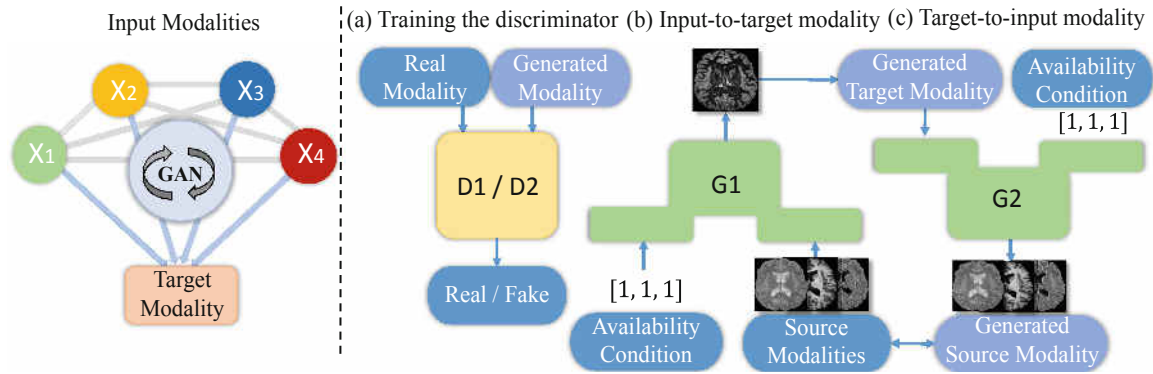 Input Modalities
X2
X3
X1
X4
GAN
Target
Modality
(a) Training the discriminator
(b) Input-to-target modality
(c) Target-to-input modality
Real
Modality
Generated
Modality
D1 / D2
Real / Fake
G1
[1, 1, 1]
Availability
Condition
Source
Modalities
Generated
Target Modality
Availability
Condition
[1, 1, 1]
G2
Generated
Source Modality